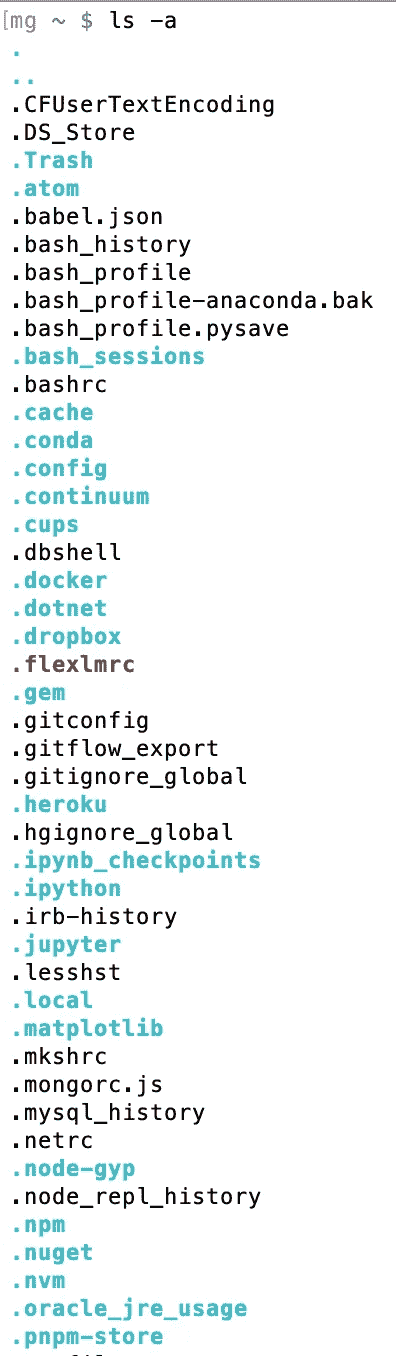 [mg ~ $ ls -a
.
..
.CFUserTextEncoding
.DS_Store
.Trash
.atom
.babel.json
.bash_history
.bash_profile
.bash_profile-anaconda.bak
.bash_profile.pysave
.bash_sessions
.bashrc
.cache
.conda
.config
.continuum
.cups
.dbshell
.docker
.dotnet
.dropbox
.flexlmrc
.gem
.gitconfig
.gitflow_export
.gitignore_global
.heroku
.hgignore_global
.ipynb_checkpoints
.ipython
.irb-history
.jupyter
.lesshst
.local
.matplotlib
.mkshrc
.mongorc.js
.mysql_history
.netrc
.node-gyp
.node_repl_history
.npm
.nuget
.nvm
.oracle_jre_usage
.pnpm-store